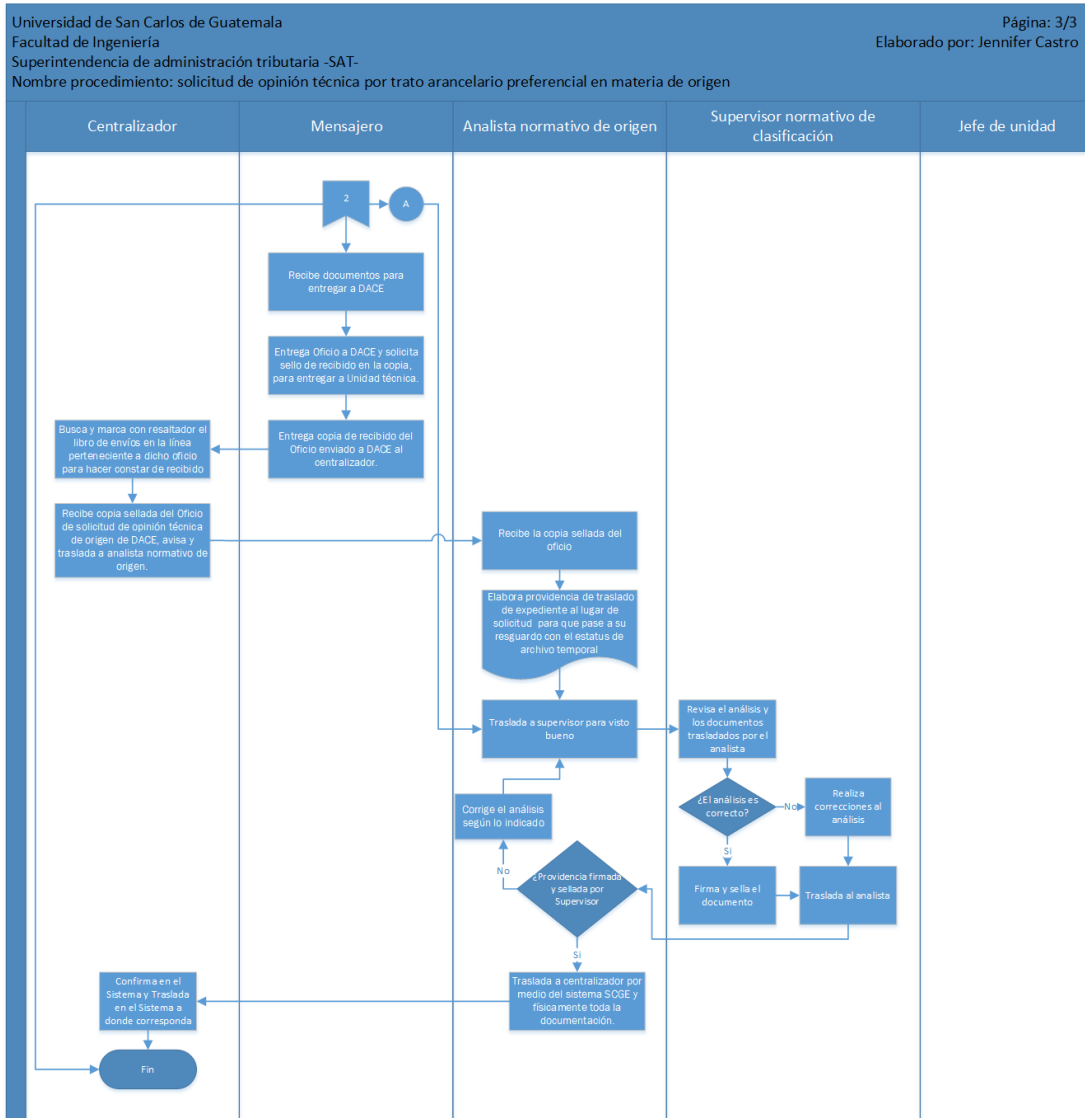 Universidad de San Carlos de Guatemala
Página: 3/3
Facultad de Ingeniería
Elaborado por: Jennifer Castro
Superintendencia de administración tributaria -SAT-
Nombre procedimiento: solicitud de opinión técnica por trato arancelario preferencial en materia de origen
Centralizador
Mensajero
Analista normativo de origen
Supervisor normativo de
clasificación
Jefe de unidad
2
A
Recibe documentos para
entregar a DACE
Entrega Oficio a DACE y solicita
sello de recibido en la copia,
para entregar a Unidad técnica.
Entrega copia de recibido del
Oficio enviado a DACE al
centralizador.
Busca y marca con resaltador el
libro de envíos en la línea
perteneciente a dicho oficio
para hacer constar de recibido
Recibe copia sellada del Oficio
de solicitud de opinión técnica
de origen de DACE, avisa y
traslada a analista normativo de
origen.
Recibe la copia sellada del
oficio
Elabora providencia de traslado
de expediente al lugar de
solicitud para que pase a su
resguardo con el estatus de
archivo temporal
Traslada a supervisor para visto
bueno
Revisa el análisis y
los documentos
trasladados por el
analista
¿El análisis es
correcto?
No
Realiza
correcciones al
análisis
Si
Firma y sella el
documento
Traslada al analista
Corrige el análisis
según lo indicado
No
¿Providencia firmada
y sellada por
Supervisor
Si
Traslada a centralizador por
medio del sistema SCGE y
físicamente toda la
documentación.
Confirma en el
Sistema y Traslada
en el Sistema a
donde corresponda
Fin